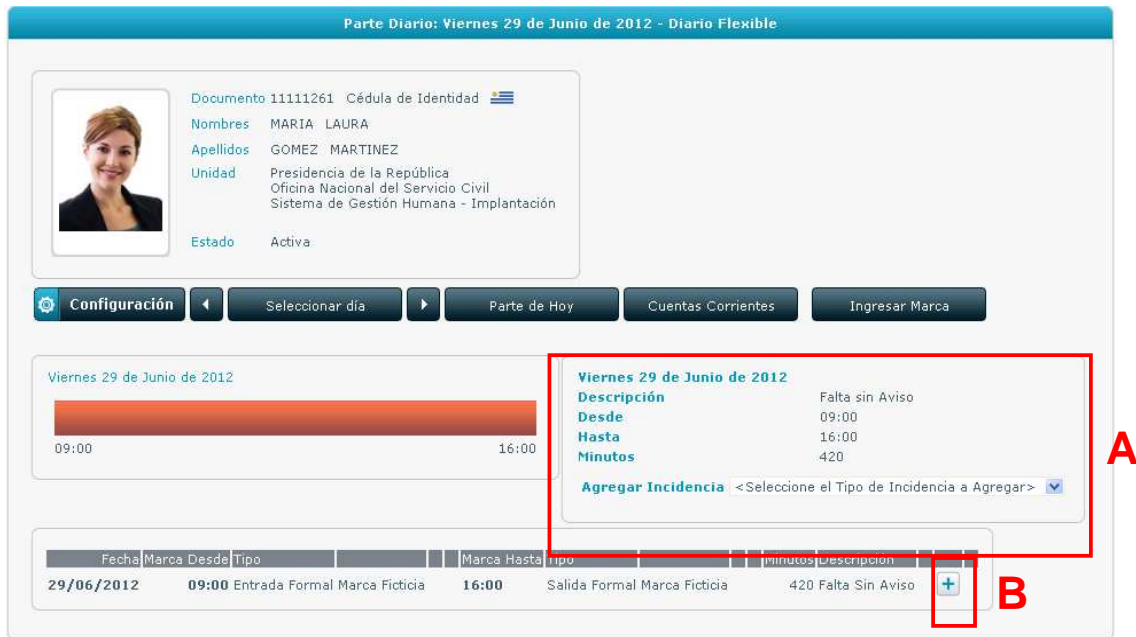 Parte Diario: Viernes 29 de Junio de 2012 - Diario Flexible
Documento 11111261 Cédula de Identidad
Nombres MARIA LAURA
Apellidos GOMEZ MARTINEZ
Unidad Presidencia de la República
Oficina Nacional del Servicio Civil
Sistema de Gestión Humana - Implantación
Estado Activa
Configuración Seleccionar día Parte de Hoy Cuentas Corrientes Ingresar Marca
Viernes 29 de Junio de 2012
09:00 16:00
Viernes 29 de Junio de 2012
Descripción Falta sin Aviso
Desde 09:00
Hasta 16:00
Minutos 420
Agregar Incidencia <Seleccione el Tipo de Incidencia a Agregar>
A
Fecha Marca Desde Tipo Marca Hasta Tipo Minutos Descripción
29/06/2012 09:00 Entrada Formal Marca Ficticia 16:00 Salida Formal Marca Ficticia 420 Falta Sin Aviso +
B